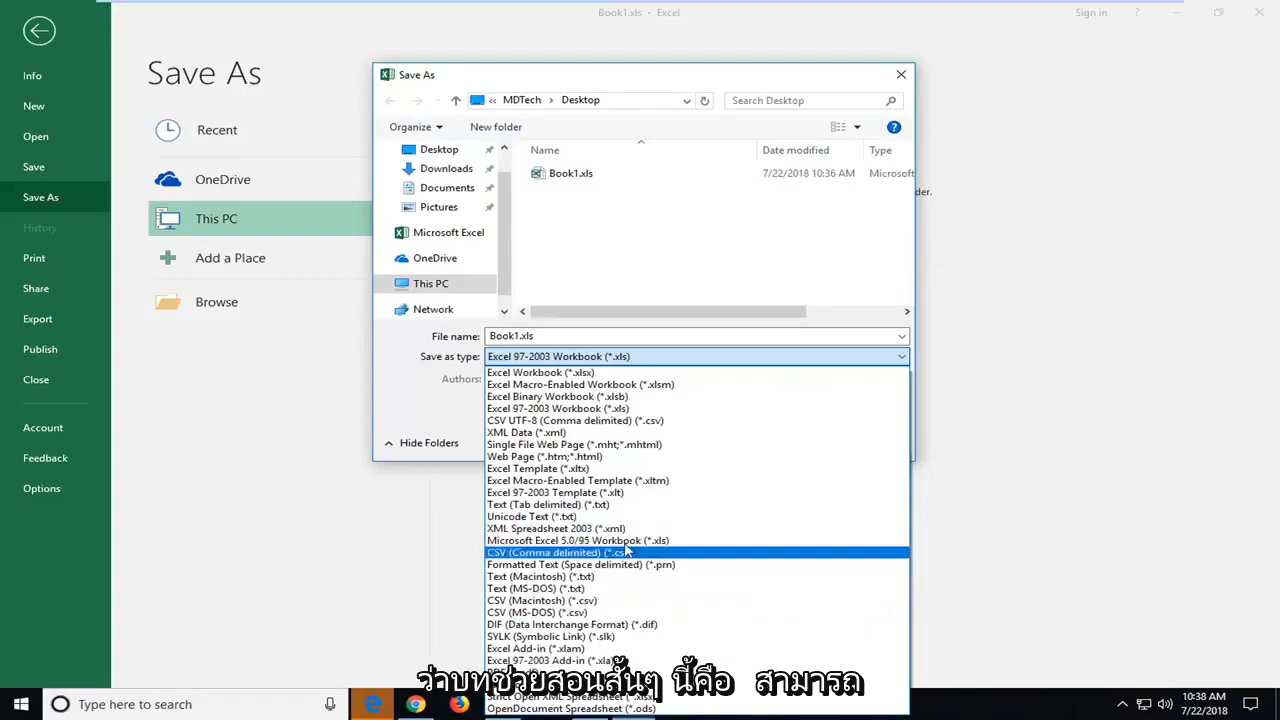 Book1.xls - Excel
Sign in
?
Info
New
Open
Save
Save As
History
Print
Share
Export
Publish
Close
Account
Feedback
Options
Save As
Recent
OneDrive
This PC
Add a Place
Browse
Save As
« MDTech > Desktop
Search Desktop
Organize
New folder
?
Desktop
Downloads
Documents
Pictures
Microsoft Excel
OneDrive
This PC
Network
Name
Date modified
Type
Book1.xls
7/22/2018 10:36 AM
Microsoft
der.
File name: Book1.xls
Save as type: Excel 97-2003 Workbook (*.xls)
Authors:
Hide Folders
Excel Workbook (*.xlsx)
Excel Macro-Enabled Workbook (*.xlsm)
Excel Binary Workbook (*.xlsb)
Excel 97-2003 Workbook (*.xls)
CSV UTF-8 (Comma delimited) (*.csv)
XML Data (*.xml)
Single File Web Page (*.mht;*.mhtml)
Web Page (*.htm;*.html)
Excel Template (*.xltx)
Excel Macro-Enabled Template (*.xltm)
Excel 97-2003 Template (*.xlt)
Text (Tab delimited) (*.txt)
Unicode Text (*.txt)
XML Spreadsheet 2003 (*.xml)
Microsoft Excel 5.0/95 Workbook (*.xls)
CSV (Comma delimited) (*.cs
Formatted Text (Space delimited) (*.prn)
Text (Macintosh) (*.txt)
Text (MS-DOS) (*.txt)
CSV (Macintosh) (*.csv)
CSV (MS-DOS) (*.csv)
DIF (Data Interchange Format) (*.dif)
SYLK (Symbolic Link) (*.slk)
Excel Add-in (*.xlam)
Excel 97-2003 Add-in (*.xla)
ว่าบทช่วยสอนสั้นๆ นี้คือ สามารถ
OpenDocument Spreadsheet (*.ods)
Type here to search
10:38 AM
7/22/2018